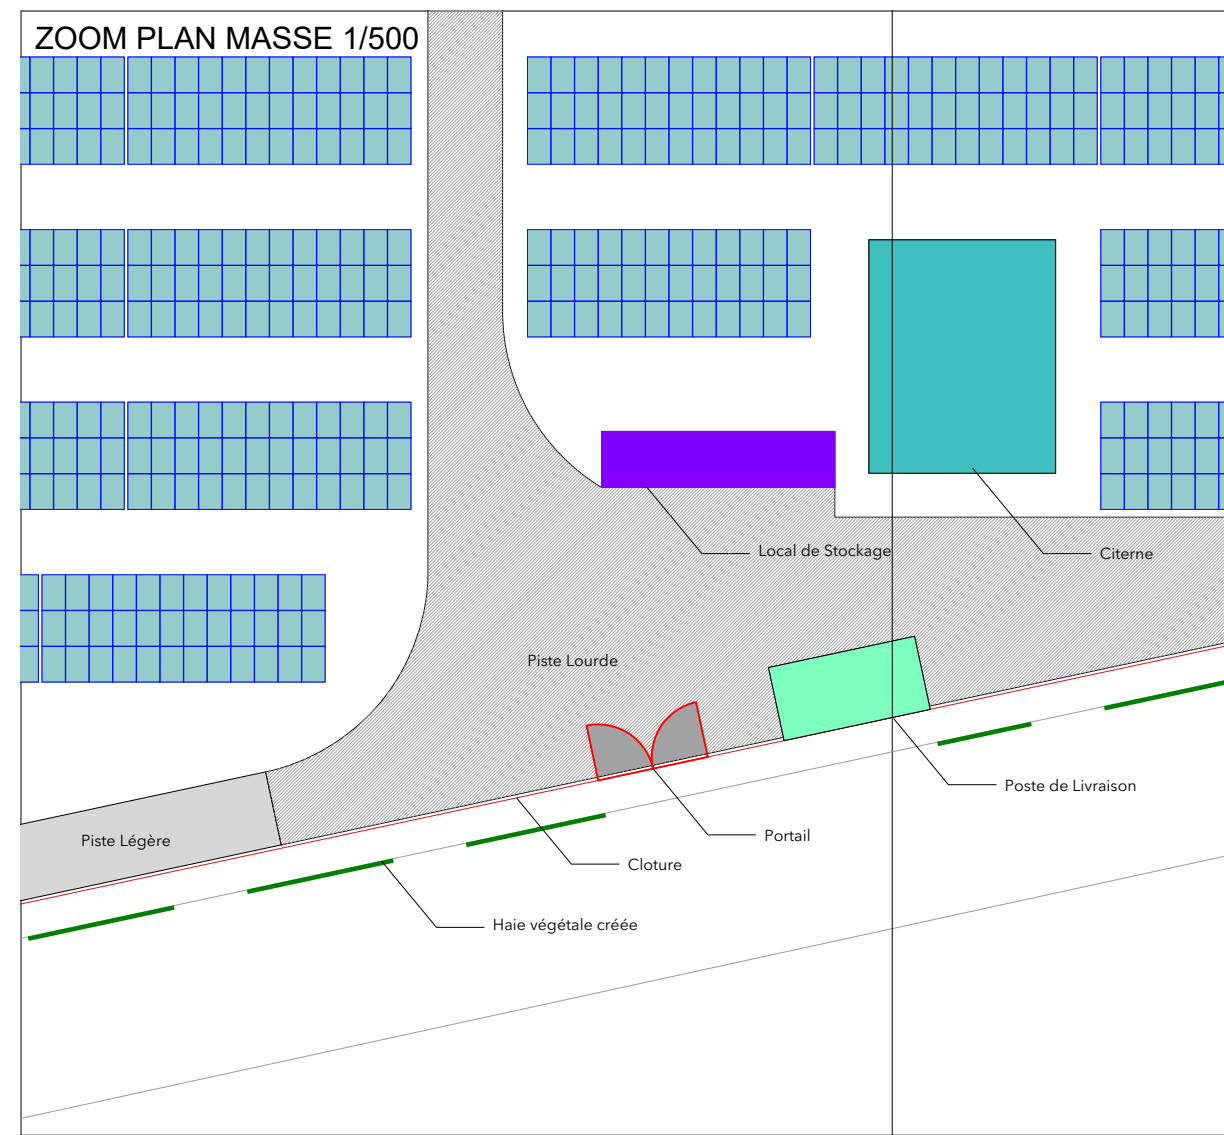 ZOOM PLAN MASSE 1/500
Local de Stockage
Citerne
Piste Lourde
Poste de Livraison
Portail
Piste Légère
Cloture
Haie végétale créée